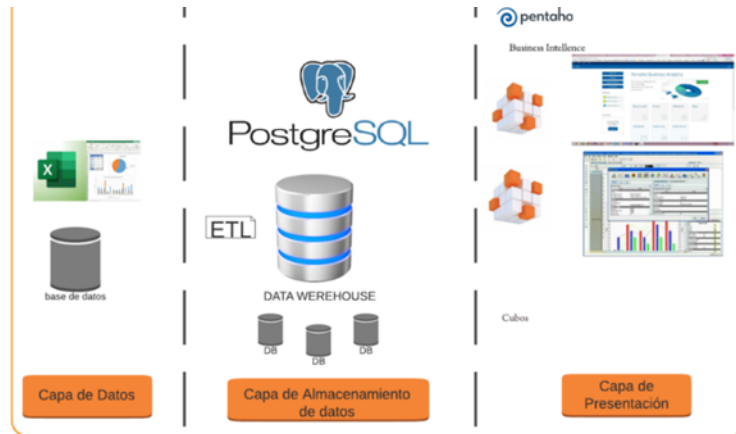 pentaho
Business Intellence
PostgreSQL
X
ETL
base de datos
DATA WEREHOUSE
DB
DB
DB
Cubos
Capa de Datos
Capa de Almacenamiento
de datos
Capa de
Presentación